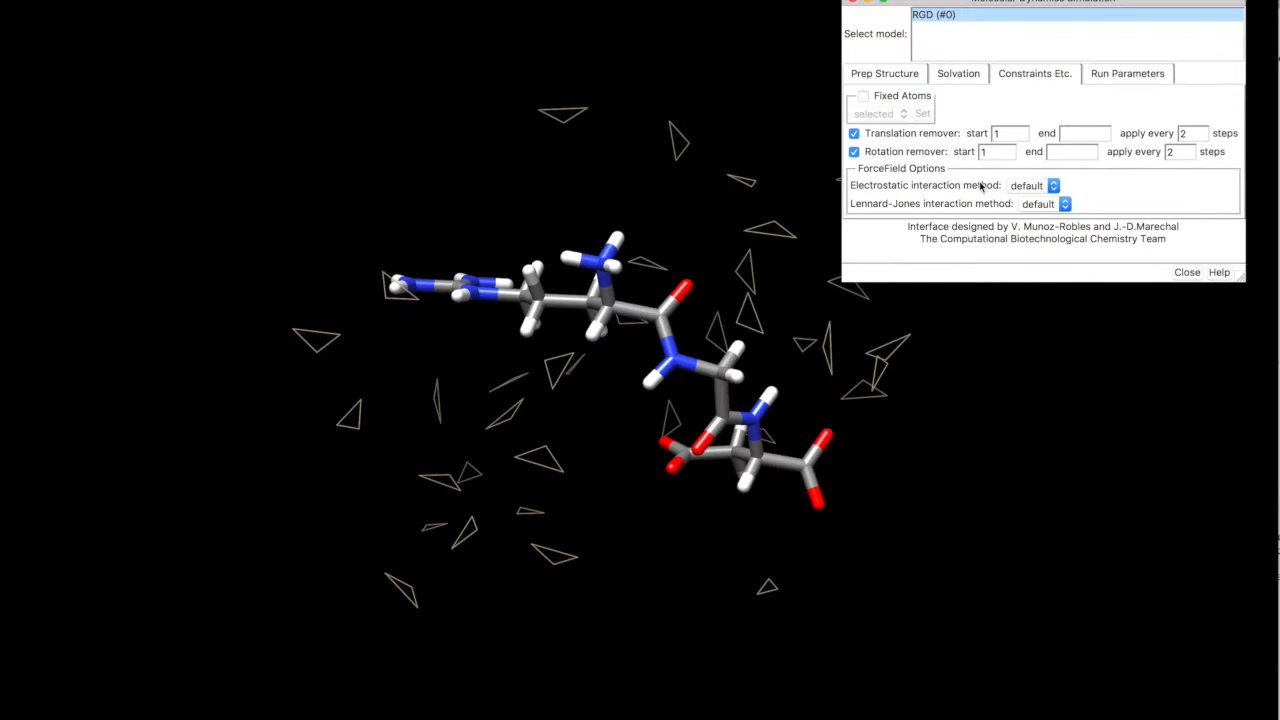 Molecular Dynamics Simulation
RGD (#0)
Select model:
Prep Structure Solvation Constraints Etc. Run Parameters
Fixed Atoms
selected Set
Translation remover: start 1 end apply every 2 steps
Rotation remover: start 1 end apply every 2 steps
ForceField Options
Electrostatic interaction method: default
Lennard-Jones interaction method: default
Interface designed by V. Munoz-Robles and J.-D.Marechal
The Computational Biotechnological Chemistry Team
Close Help